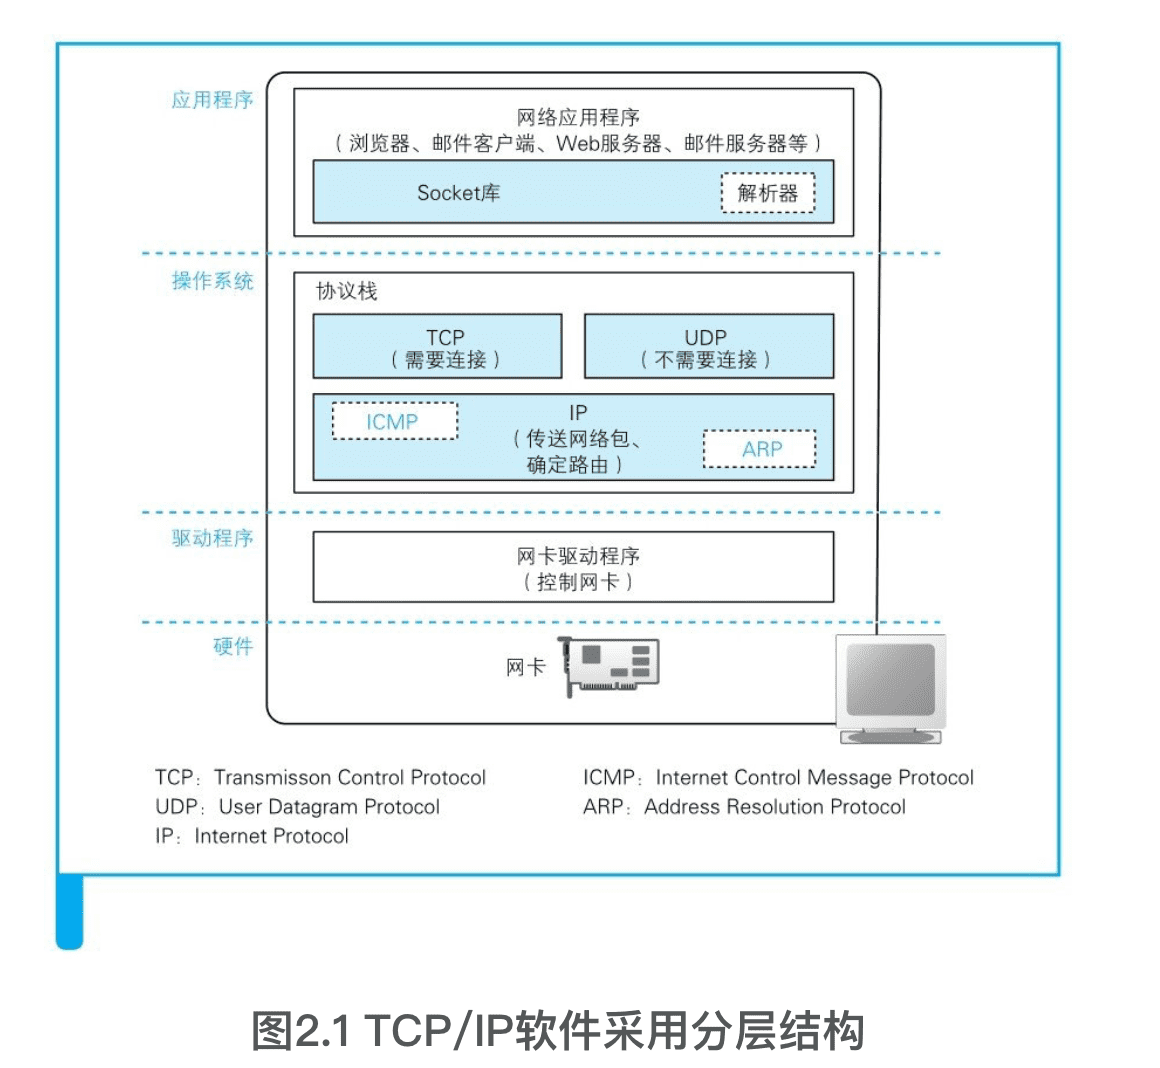 应用程序
网络应用程序
（浏览器、邮件客户端、Web服务器、邮件服务器等）
Socket库
解析器
操作系统
协议栈
TCP
（需要连接）
UDP
（不需要连接）
ICMP
IP
（传送网络包、
确定路由）
ARP
驱动程序
网卡驱动程序
（控制网卡）
硬件
网卡
TCP：Transmisson Control Protocol
UDP：User Datagram Protocol
IP：Internet Protocol
ICMP：Internet Control Message Protocol
ARP：Address Resolution Protocol
图2.1 TCP/IP软件采用分层结构